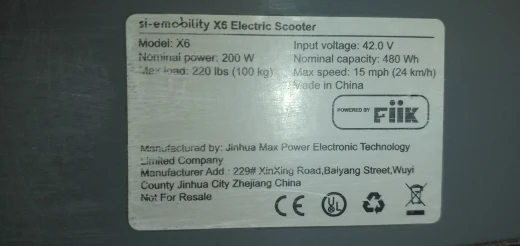 si-emobility X6 Electric Scooter
Model: X6
Nominal power: 200 W
Max load: 220 lbs (100 kg)
Input voltage: 42.0 V
Nominal capacity: 480 Wh
Max speed: 15 mph (24 km/h)
Made in China
POWERED BY Fiik
Manufactured by: Jinhua Max Power Electronic Technology
Limited Company
Manufacturer Add : 229# XinXing Road,Baiyang Street,Wuyi
County Jinhua City Zhejiang China
Not For Resale
CE UL